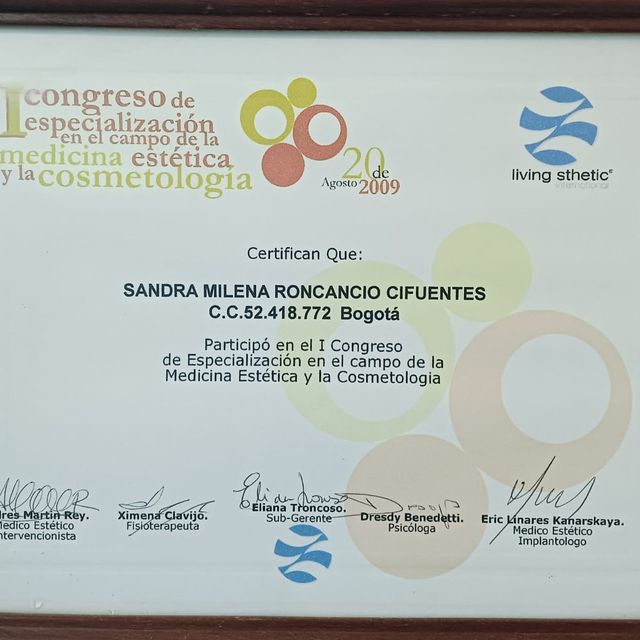 I congreso de
especialización
en el campo de la
medicina estética
y la cosmetología
20 de
Agosto 2009
living sthetic
international
Certifican Que:
SANDRA MILENA RONCANCIO CIFUENTES
C.C.52.418.772 Bogotá
Participó en el I Congreso
de Especialización en el campo de la
Medicina Estética y la Cosmetologia
Martin Rey.
Medico Estético
Intervencionista
Ximena Clavijó.
Fisioterapeuta
Eliana Troncoso.
Sub-Gerente
Dresdy Benedetti.
Psicóloga
Eric Linares Kanarskaya.
Medico Estético
Implantologo